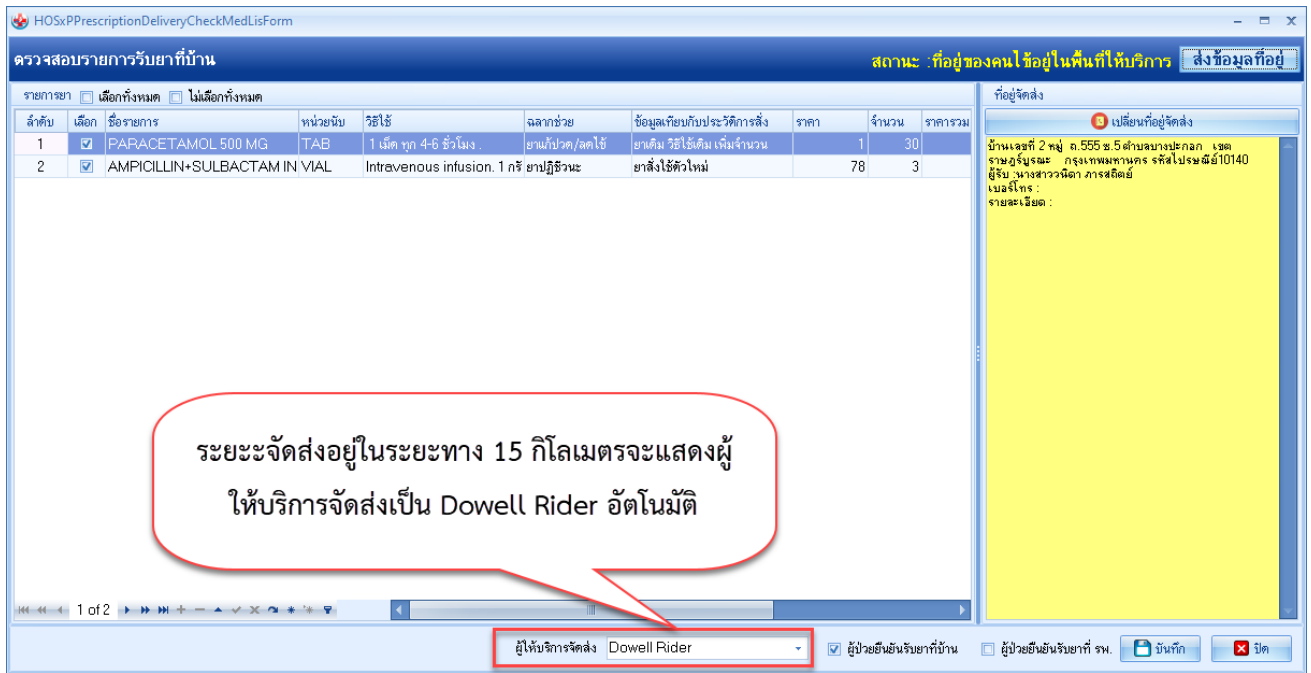 HOSxPPrescriptionDeliveryCheckMedLisForm
ตรวจสอบรายการรับยาที่บ้าน
สถานะ :ที่อยู่ของคนไข้อยู่ในพื้นที่ให้บริการ ส่งข้อมูลที่อยู่
รายการยา เลือกทั้งหมด ไม่เลือกทั้งหมด
ที่อยู่จัดส่ง
ลำดับ เลือก ชื่อรายการ หน่วยนับ วิธีใช้ ฉลากช่วย ข้อมูลเทียบกับประวัติการสั่ง ราคา จำนวน ราคารวม
เปลี่ยนที่อยู่จัดส่ง
1 PARACETAMOL 500 MG TAB 1 เม็ด ทุก 4-6 ชั่วโมง . ยาแก้ปวด/ลดไข้ ยาเดิม วิธีใช้เดิม เพิ่มจำนวน 1 30
2 AMPICILLIN+SULBACTAM IN VIAL Intravenous infusion. 1 กรั ยาปฏิชีวนะ ยาสั่งใช้ตัวใหม่ 78 3
บ้านเลขที่ 2 หมู่ ถ.555 ซ.5 ตำบลบางปะกอก เขต
ราษฎร์บูรณะ กรุงเทพมหานคร รหัสไปรษณีย์10140
ผู้รับ :นางสาววนิดา ภารสถิตย์
เบอร์โทร :
รายละเอียด :
ระยะะจัดส่งอยู่ในระยะทาง 15 กิโลเมตรจะแสดงผู้
ให้บริการจัดส่งเป็น Dowell Rider อัตโนมัติ
1 of 2
ผู้ให้บริการจัดส่ง Dowell Rider ผู้ป่วยยืนยันรับยาที่บ้าน ผู้ป่วยยืนยันรับยาที่ รพ. บันทึก ปิด